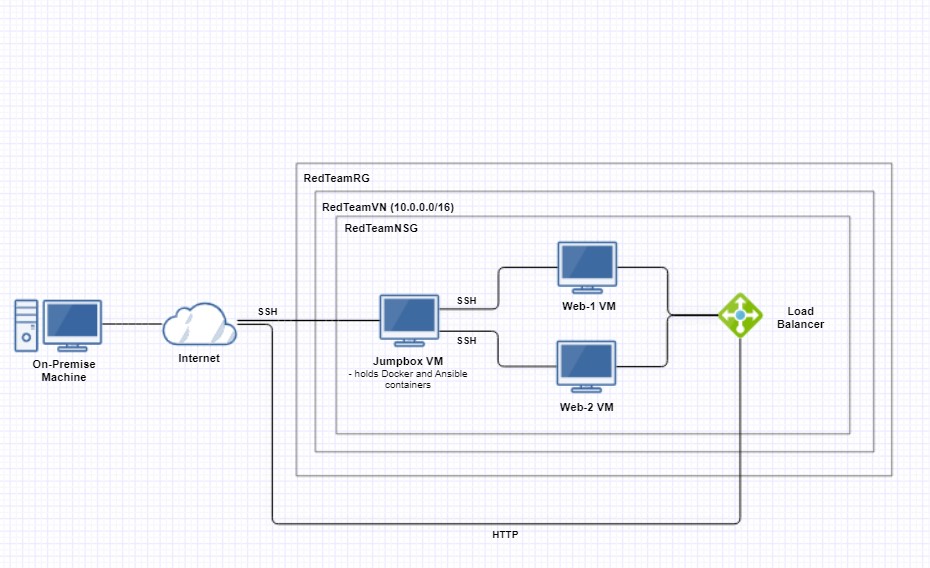 RedTeamRG
RedTeamVN (10.0.0.0/16)
RedTeamNSG
SSH
SSH
SSH
Web-1 VM
Load
Balancer
On-Premise
Machine
Internet
Jumpbox VM
- holds Docker and Ansible
containers
Web-2 VM
HTTP